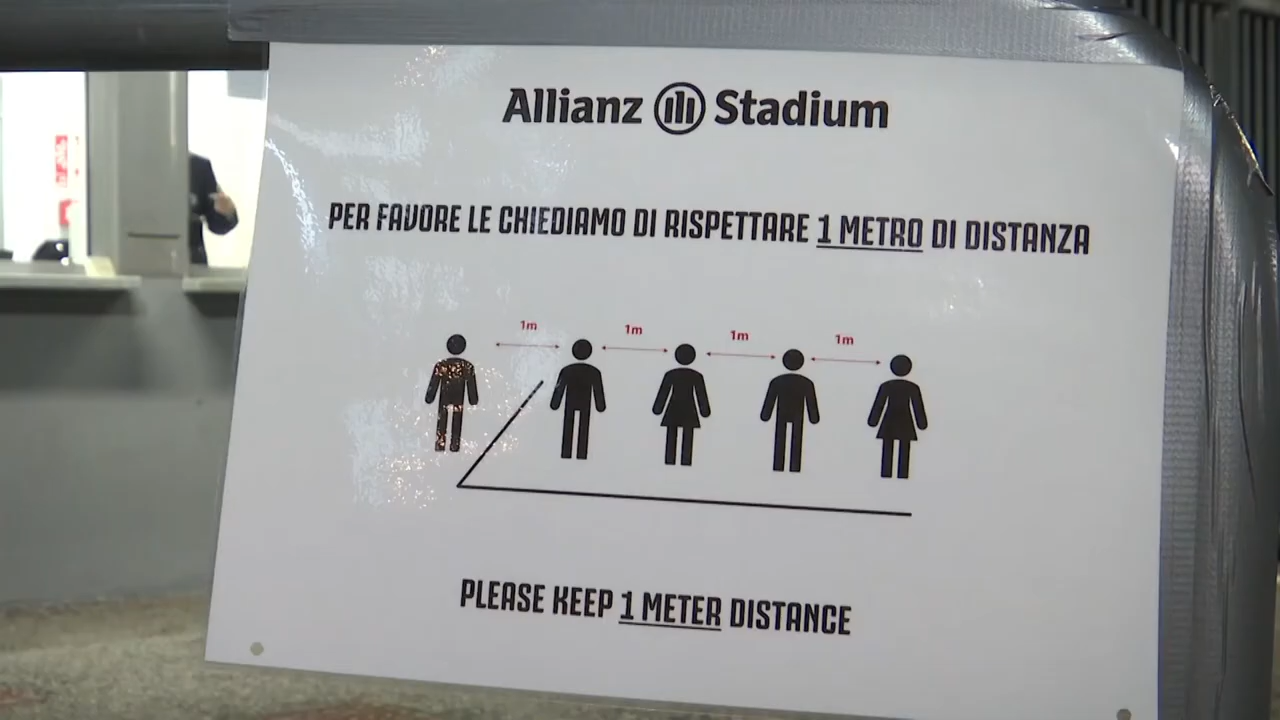 Allianz Stadium
PER FAVORE LE CHIEDIAMO DI RISPETTARE 1 METRO DI DISTANZA
1m 1m 1m 1m
PLEASE KEEP 1 METER DISTANCE